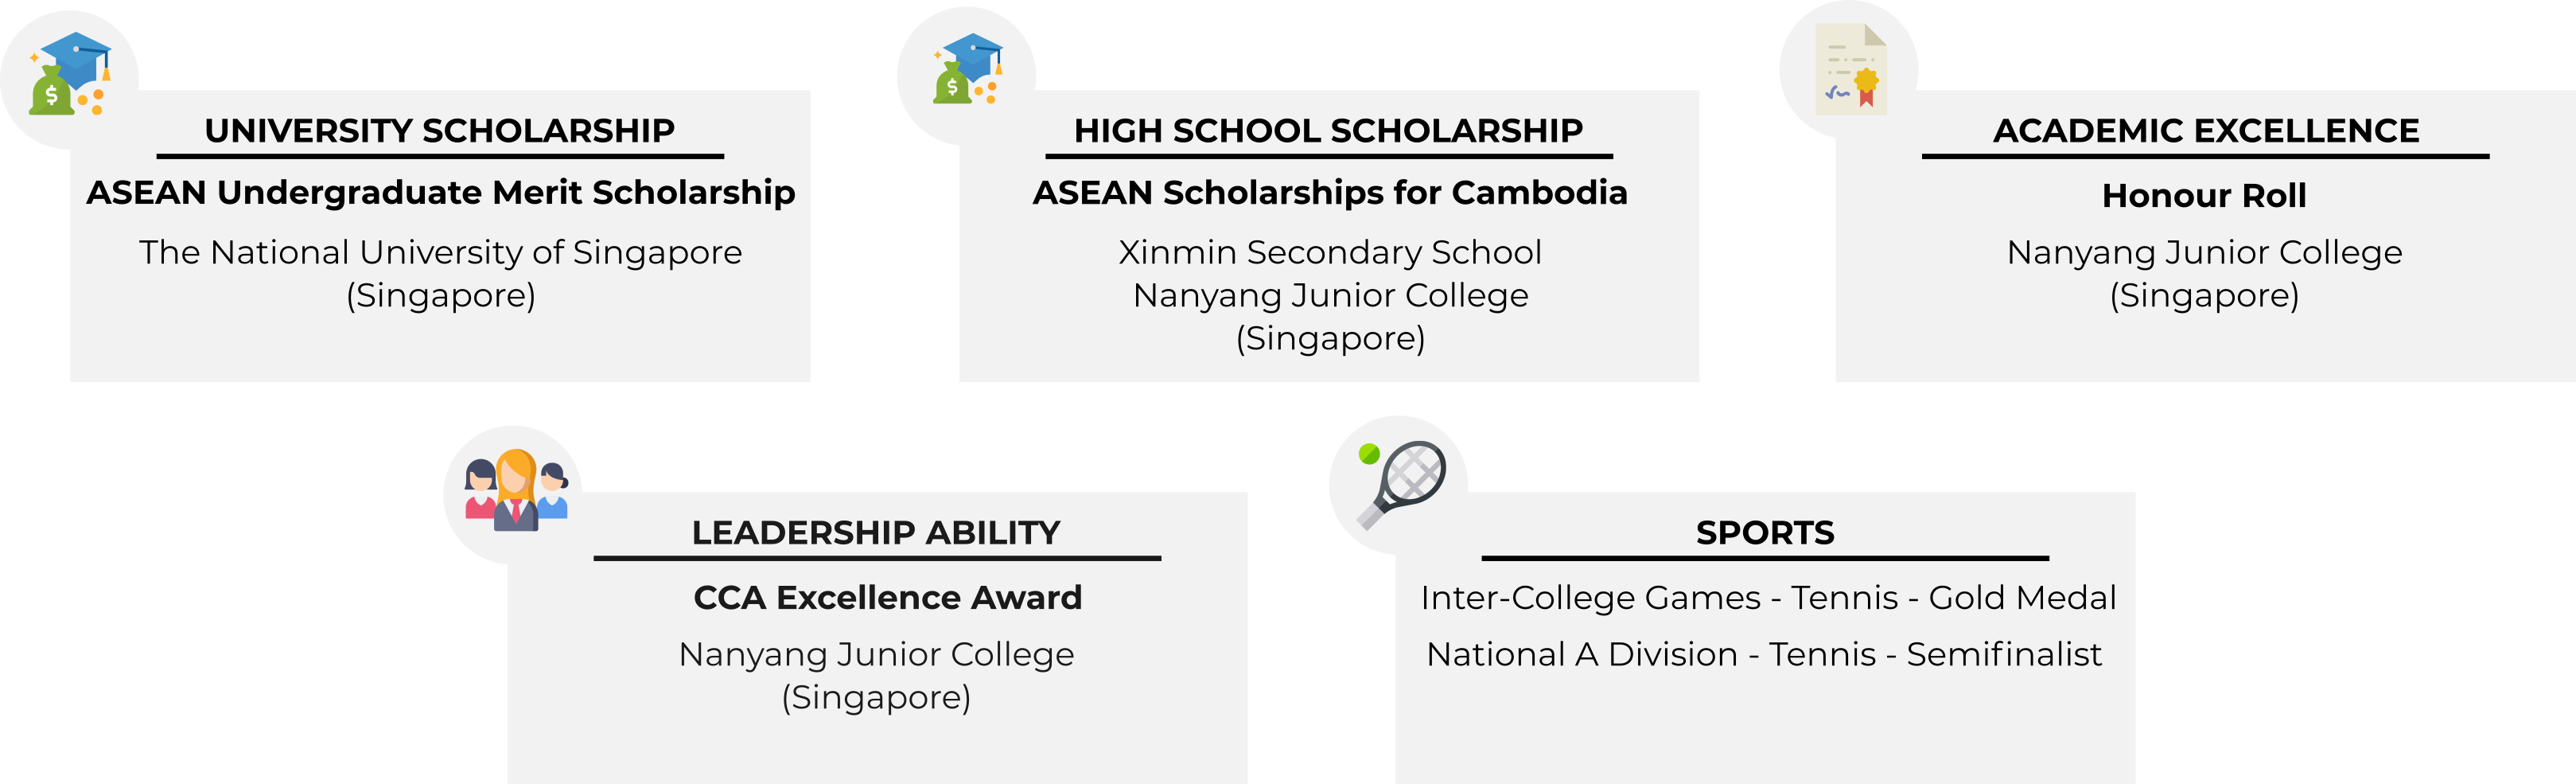 UNIVERSITY SCHOLARSHIP
ASEAN Undergraduate Merit Scholarship
The National University of Singapore
(Singapore)
HIGH SCHOOL SCHOLARSHIP
ASEAN Scholarships for Cambodia
Xinmin Secondary School
Nanyang Junior College
(Singapore)
ACADEMIC EXCELLENCE
Honour Roll
Nanyang Junior College
(Singapore)
LEADERSHIP ABILITY
CCA Excellence Award
Nanyang Junior College
(Singapore)
SPORTS
Inter-College Games - Tennis - Gold Medal
National A Division - Tennis - Semifinalist